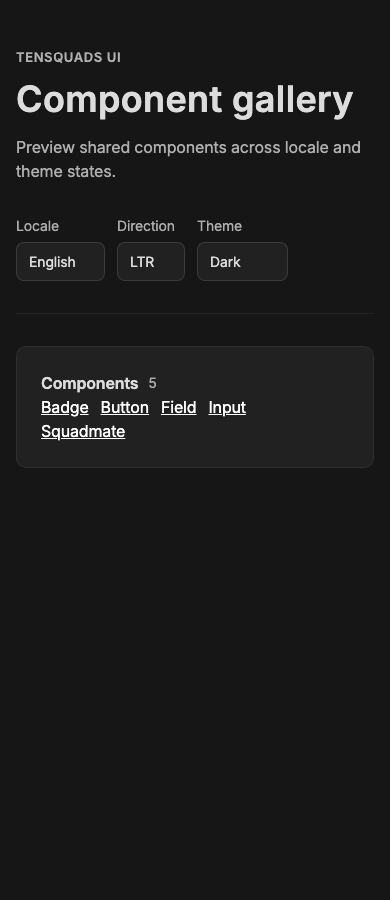 TENSQUADS UI
Component gallery
Preview shared components across locale and
theme states.
Locale Direction Theme
English LTR Dark
Components 5
Badge Button Field Input
Squadmate